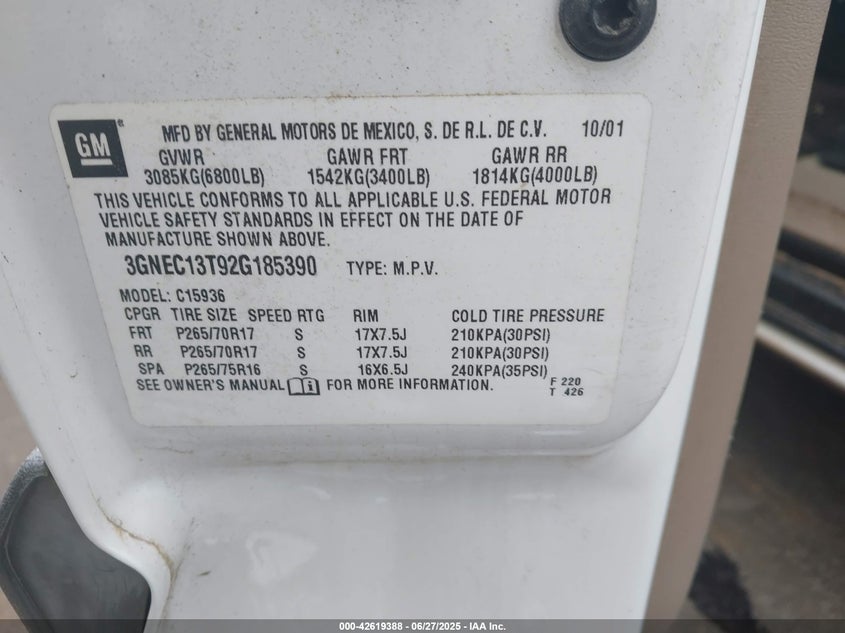 GM®
MFD BY GENERAL MOTORS DE MEXICO, S. DE R.L. DE C.V. 10/01
GVWR GAWR FRT GAWR RR
3085KG(6800LB) 1542KG(3400LB) 1814KG(4000LB)
THIS VEHICLE CONFORMS TO ALL APPLICABLE U.S. FEDERAL MOTOR
VEHICLE SAFETY STANDARDS IN EFFECT ON THE DATE OF
MANUFACTURE SHOWN ABOVE.
3GNEC13T92G185390 TYPE: M.P.V.
MODEL: C15936
CPGR TIRE SIZE SPEED RTG RIM COLD TIRE PRESSURE
FRT P265/70R17 S 17X7.5J 210KPA(30PSI)
RR P265/70R17 S 17X7.5J 210KPA(30PSI)
SPA P265/75R16 S 16X6.5J 240KPA(35PSI)
SEE OWNER'S MANUAL FOR MORE INFORMATION.
F 220
T 426
000-42619388 - 06/27/2025 - IAA Inc.